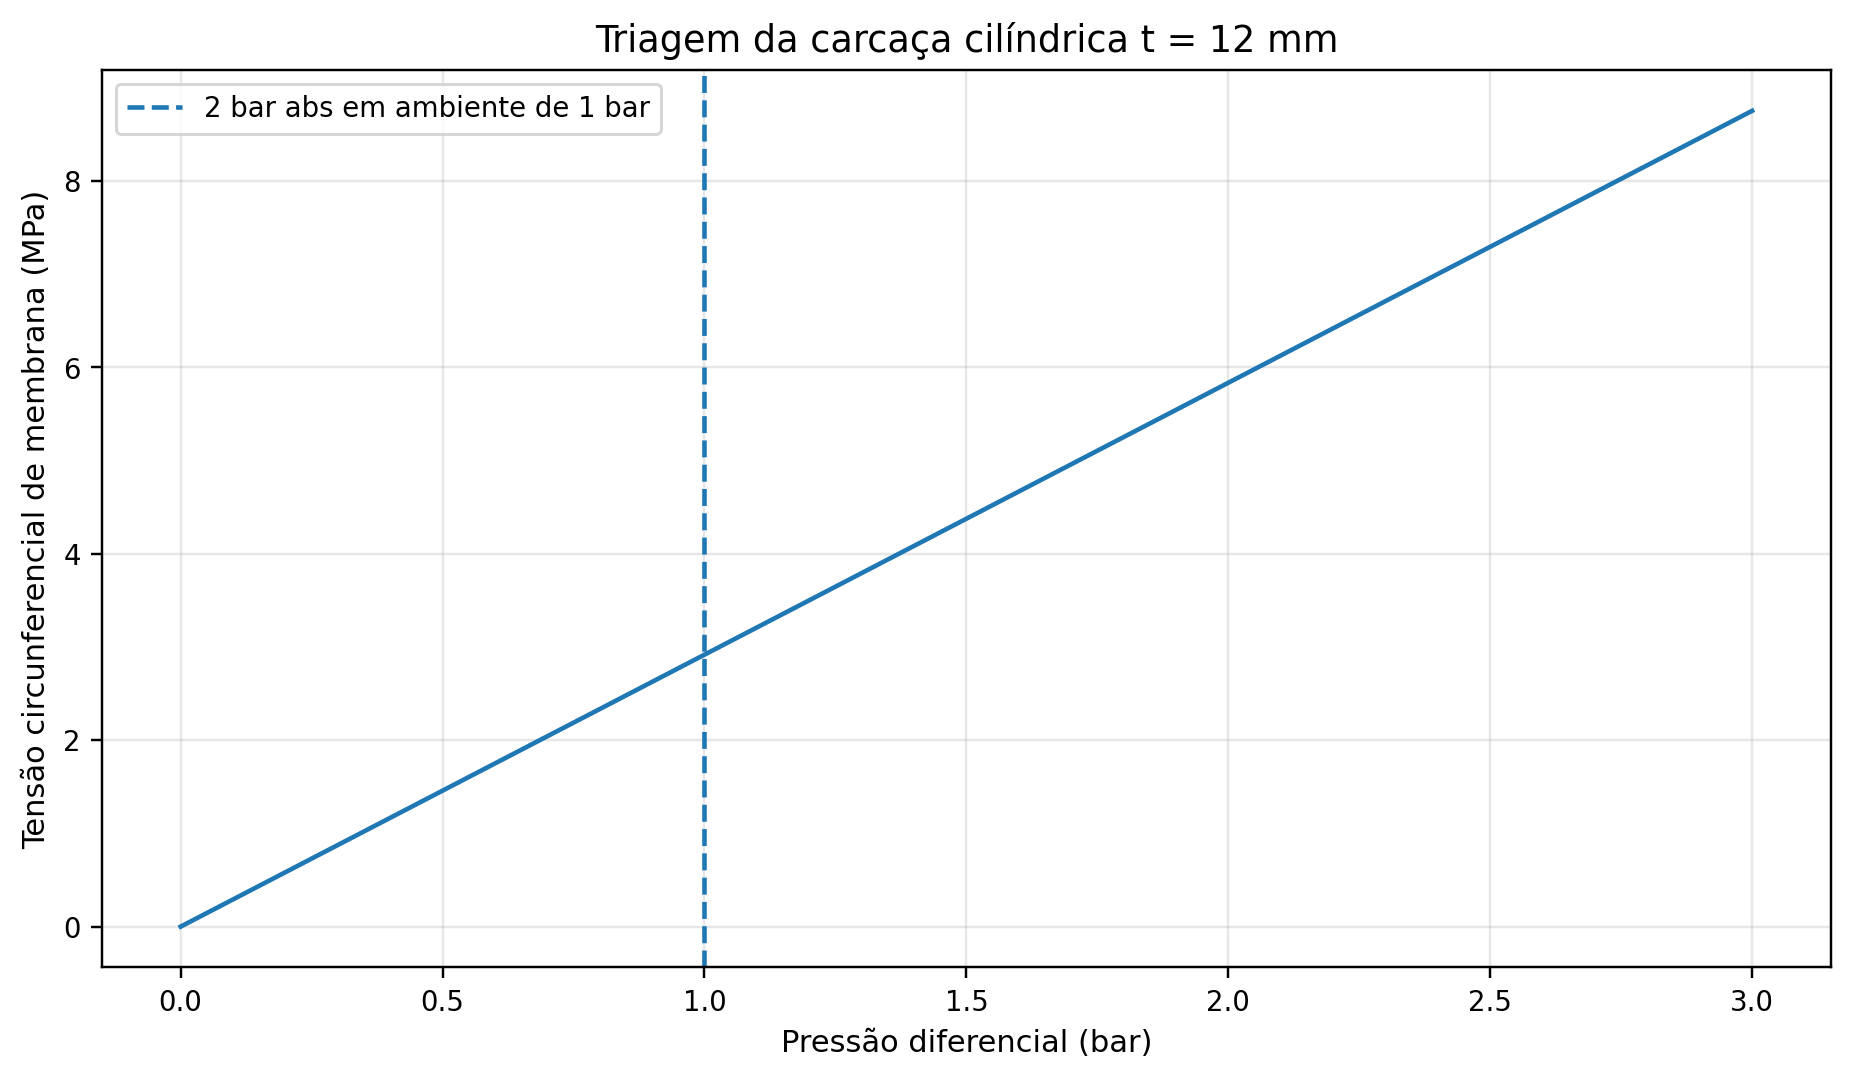 Triagem da carcaça cilíndrica t = 12 mm
2 bar abs em ambiente de 1 bar
Tensão circunferencial de membrana (MPa)
8
6
4
2
0
0.0 0.5 1.0 1.5 2.0 2.5 3.0
Pressão diferencial (bar)